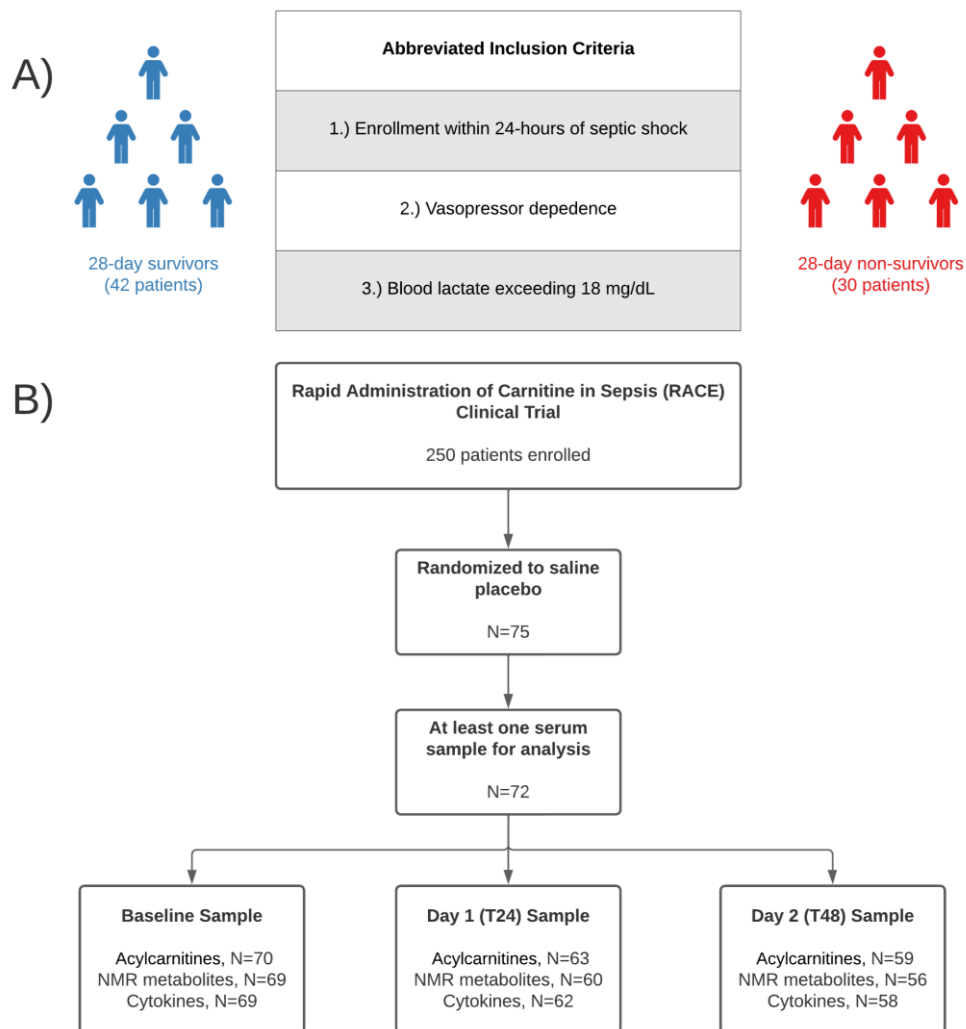 A)
Abbreviated Inclusion Criteria
1.) Enrollment within 24-hours of septic shock
2.) Vasopressor depedence
3.) Blood lactate exceeding 18 mg/dL
28-day survivors
(42 patients)
28-day non-survivors
(30 patients)
B)
Rapid Administration of Carnitine in Sepsis (RACE)
Clinical Trial
250 patients enrolled
Randomized to saline
placebo
N=75
At least one serum
sample for analysis
N=72
Baseline Sample
Acylcarnitines, N=70
NMR metabolites, N=69
Cytokines, N=69
Day 1 (T24) Sample
Acylcarnitines, N=63
NMR metabolites, N=60
Cytokines, N=62
Day 2 (T48) Sample
Acylcarnitines, N=59
NMR metabolites, N=56
Cytokines, N=58